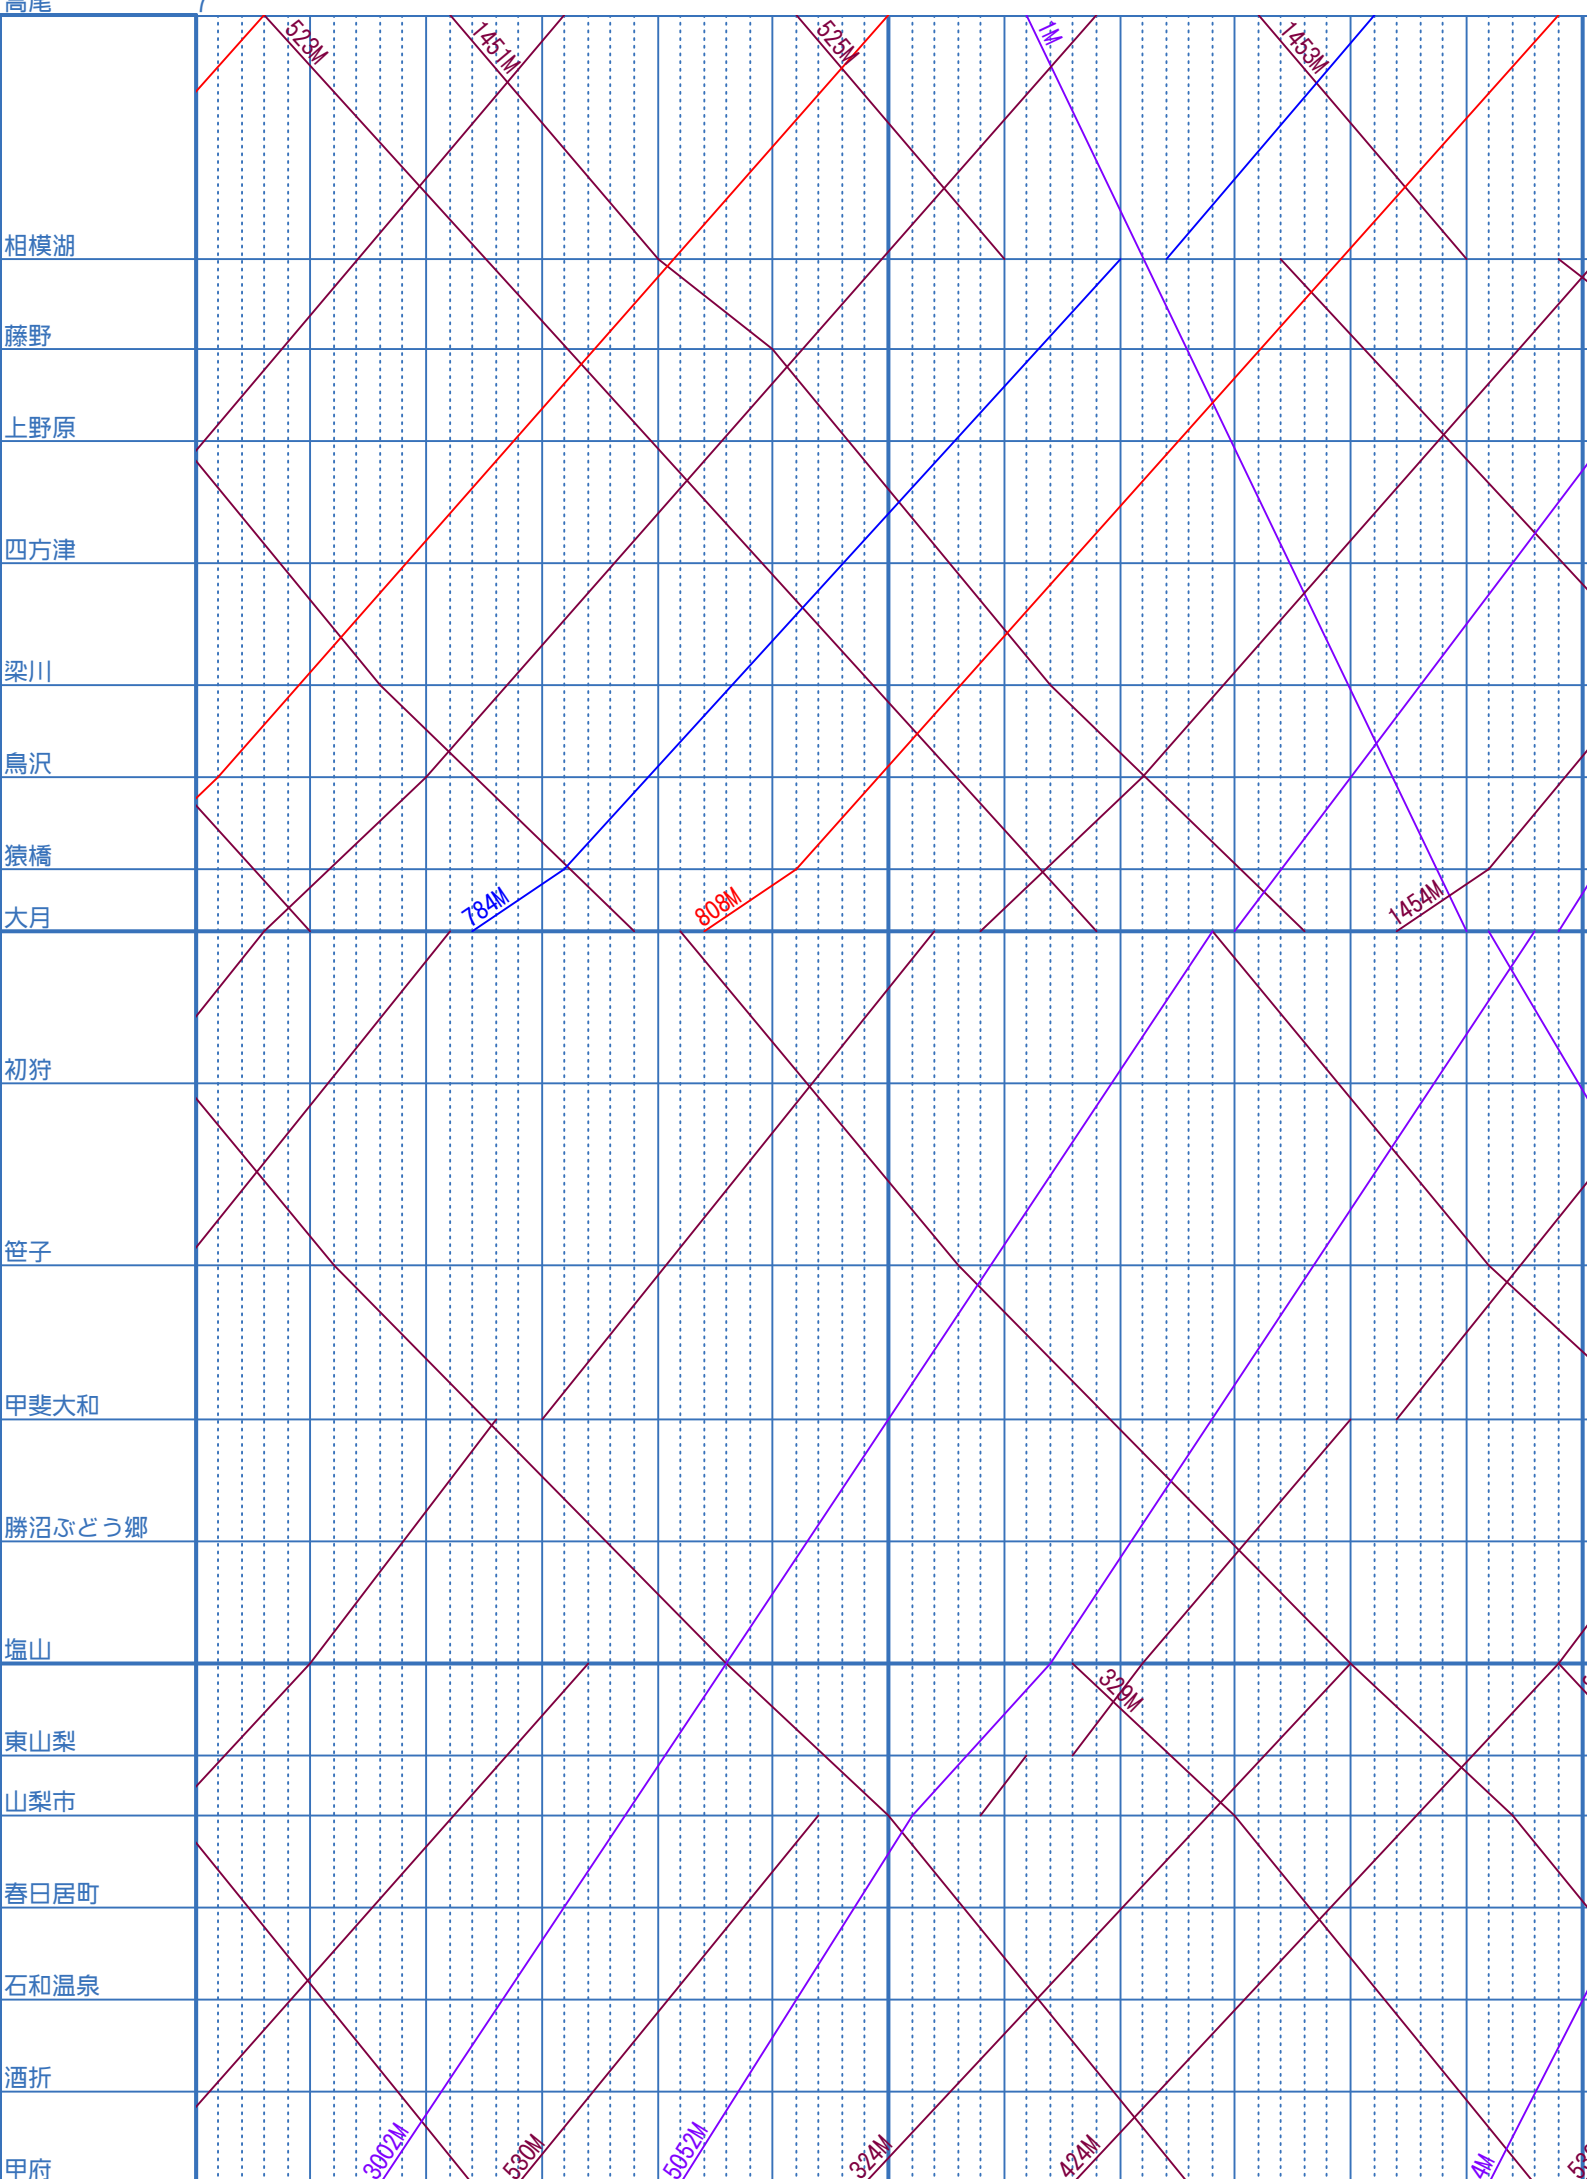 高尾
7
523M
1451M
525M
1M
1453M
相模湖
藤野
上野原
四方津
梁川
鳥沢
猿橋
784M
808M
1454M
大月
初狩
笹子
甲斐大和
勝沼ぶどう郷
塩山
329M
東山梨
山梨市
春日居町
石和温泉
酒折
3002M
530M
5052M
324M
424M
4M
甲府